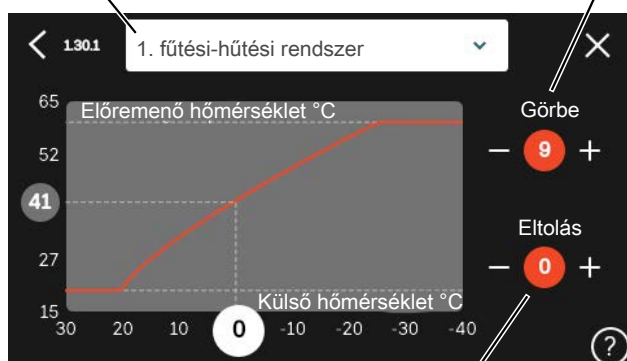 1.30.1
1. fűtési-hűtési rendszer
65
Előremenő hőmérséklet °C
52
41
27
15
30 20 10 0 -10 -20 -30 -40
Külső hőmérséklet °C
Görbe
− 9 +
Eltolás
− 0 +
?